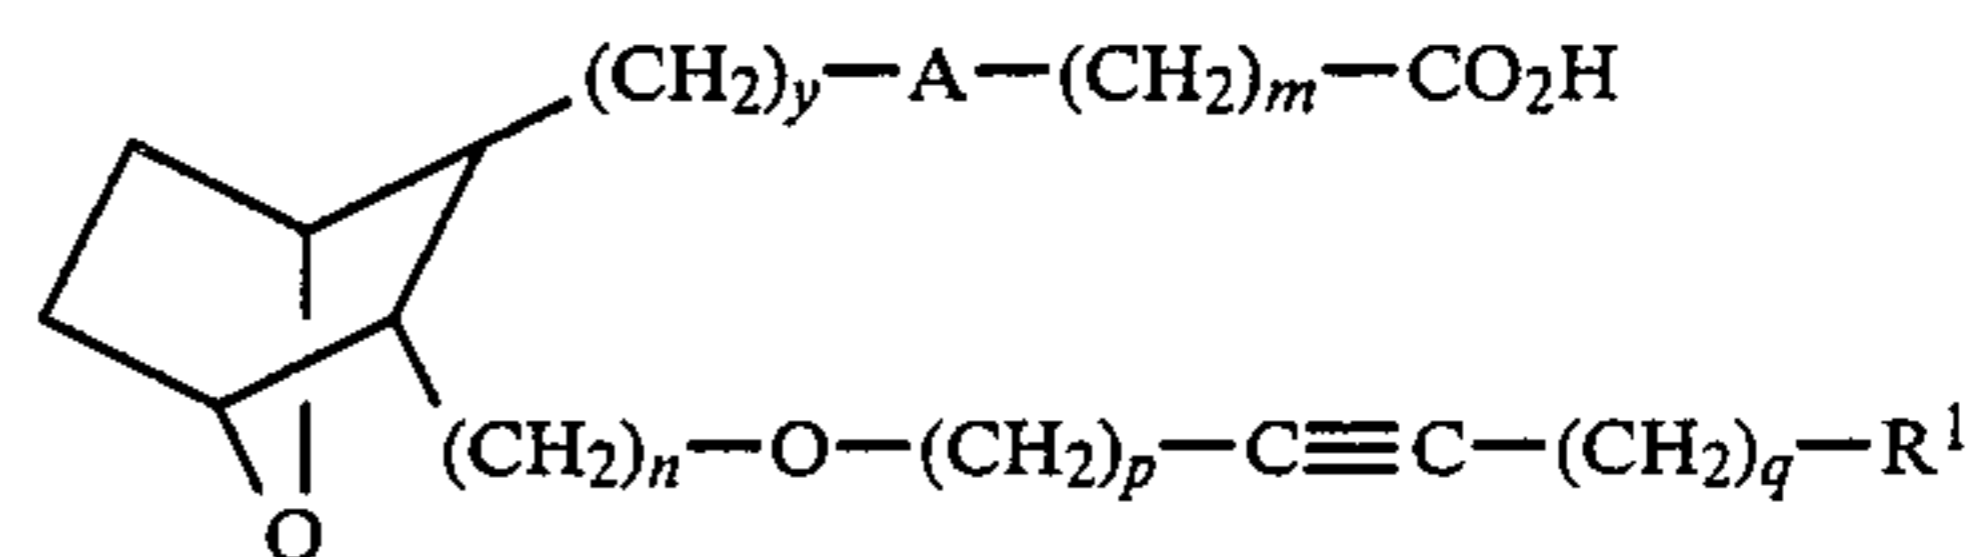 (CH₂)y—A—(CH₂)m—CO₂H
(CH₂)n—O—(CH₂)p—C≡C—(CH₂)q—R¹
O